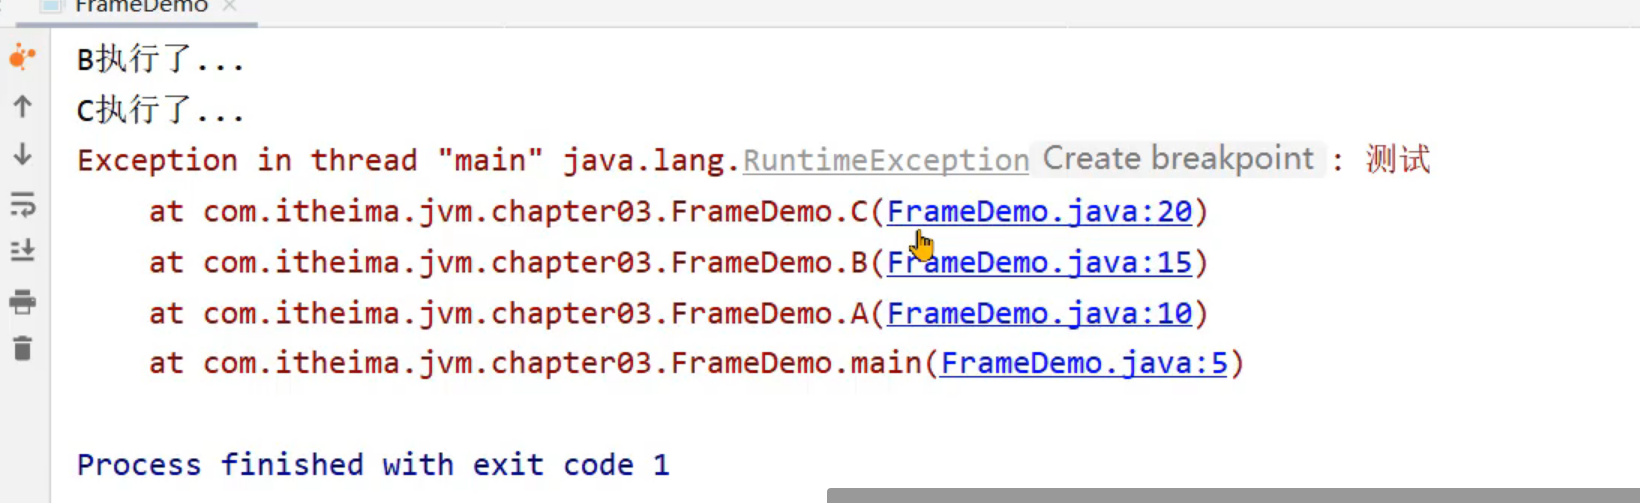 FrameDemo
B执行了...
C执行了...
Exception in thread "main" java.lang.RuntimeException Create breakpoint : 测试
at com.itheima.jvm.chapter03.FrameDemo.C(FrameDemo.java:20)
at com.itheima.jvm.chapter03.FrameDemo.B(FrameDemo.java:15)
at com.itheima.jvm.chapter03.FrameDemo.A(FrameDemo.java:10)
at com.itheima.jvm.chapter03.FrameDemo.main(FrameDemo.java:5)
Process finished with exit code 1